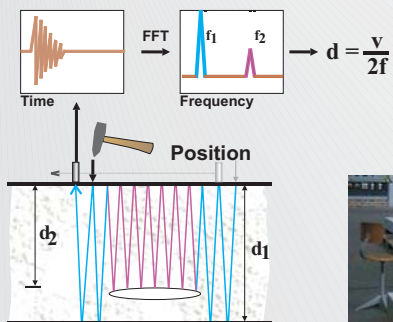 FFT
f₁
f₂
d = v/2f
Time
Frequency
Position
d₂
d₁